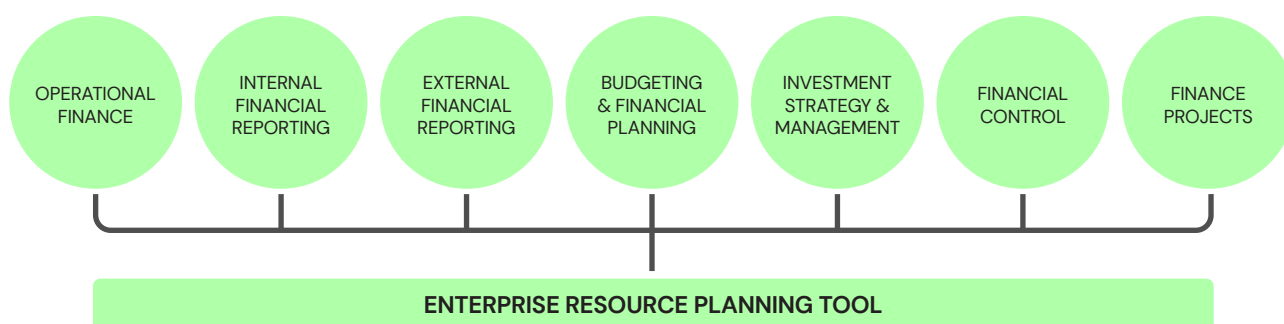 OPERATIONAL
FINANCE
INTERNAL
FINANCIAL
REPORTING
EXTERNAL
FINANCIAL
REPORTING
BUDGETING
& FINANCIAL
PLANNING
INVESTMENT
STRATEGY &
MANAGEMENT
FINANCIAL
CONTROL
FINANCE
PROJECTS
ENTERPRISE RESOURCE PLANNING TOOL